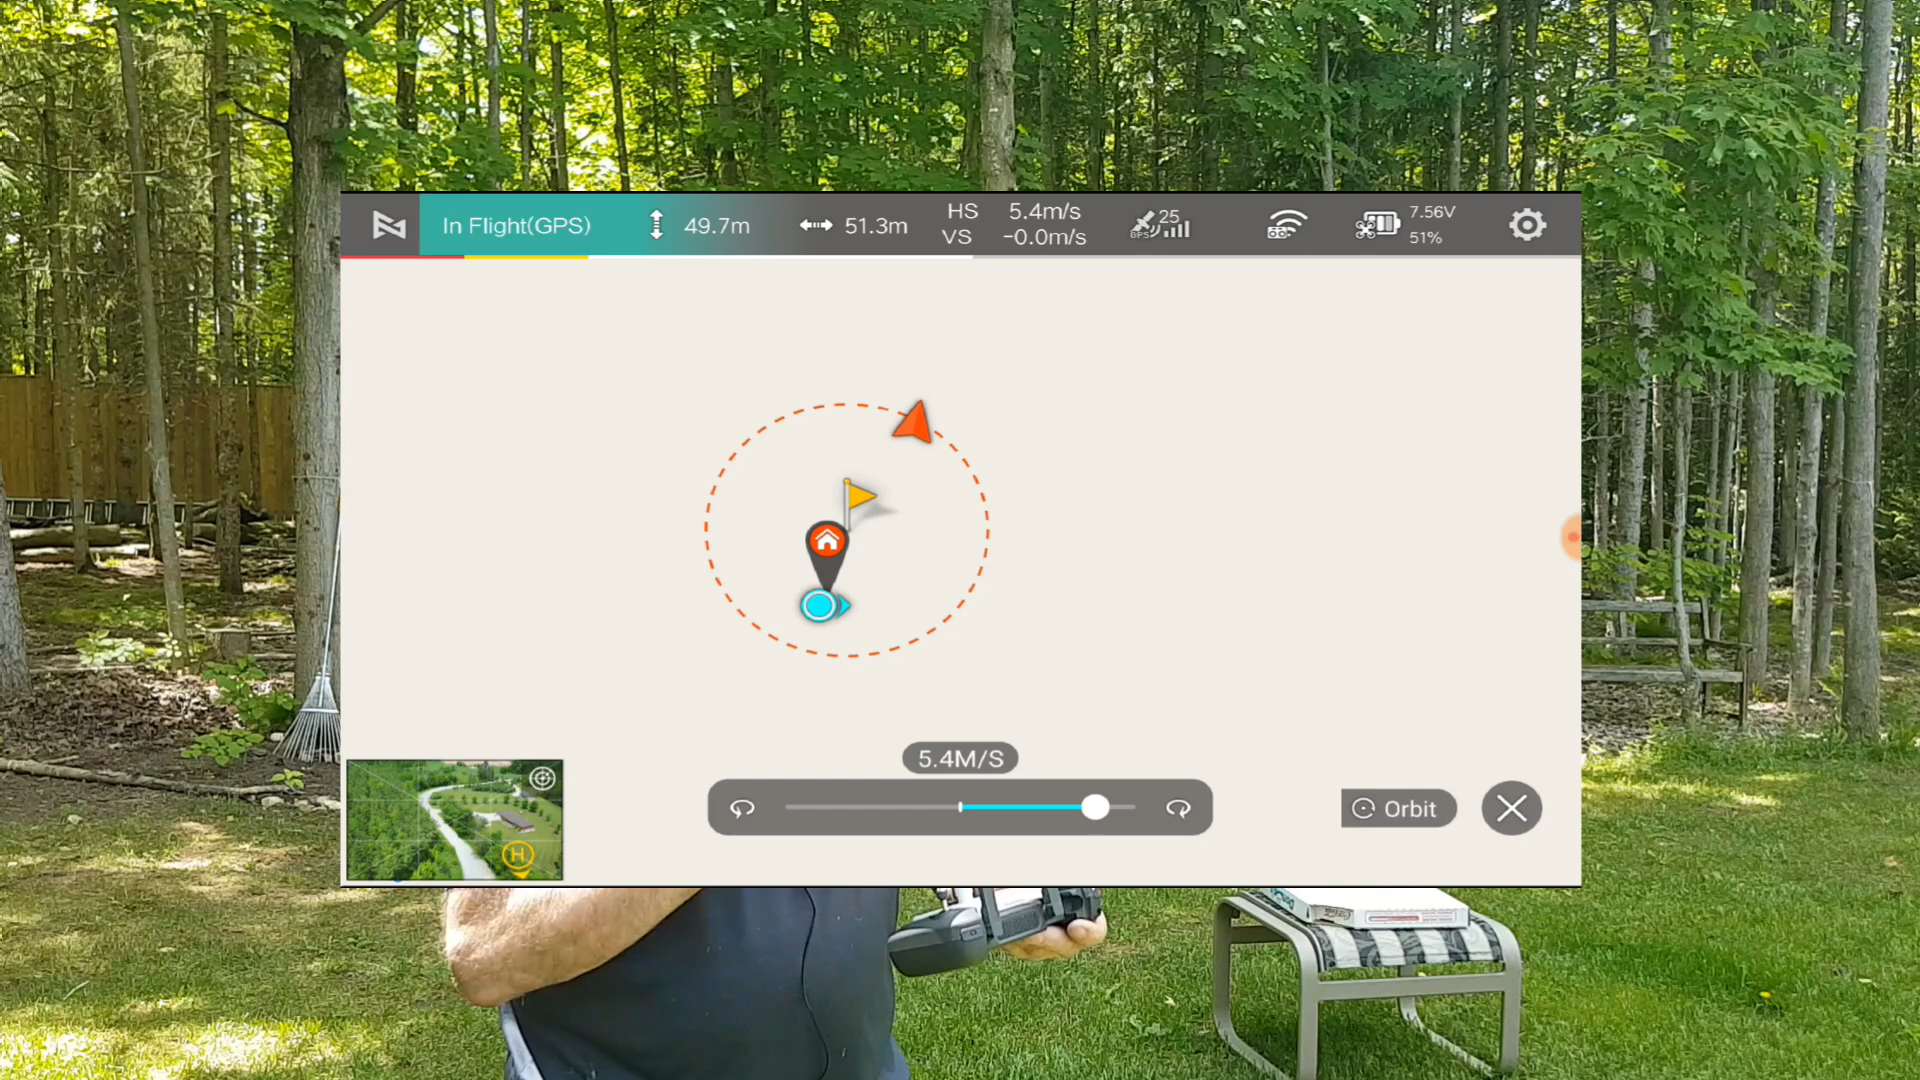 In Flight(GPS)
49.7m
51.3m
HS 5.4m/s
VS -0.0m/s
GPS
25
7.56V
51%
H
5.4M/S
Orbit